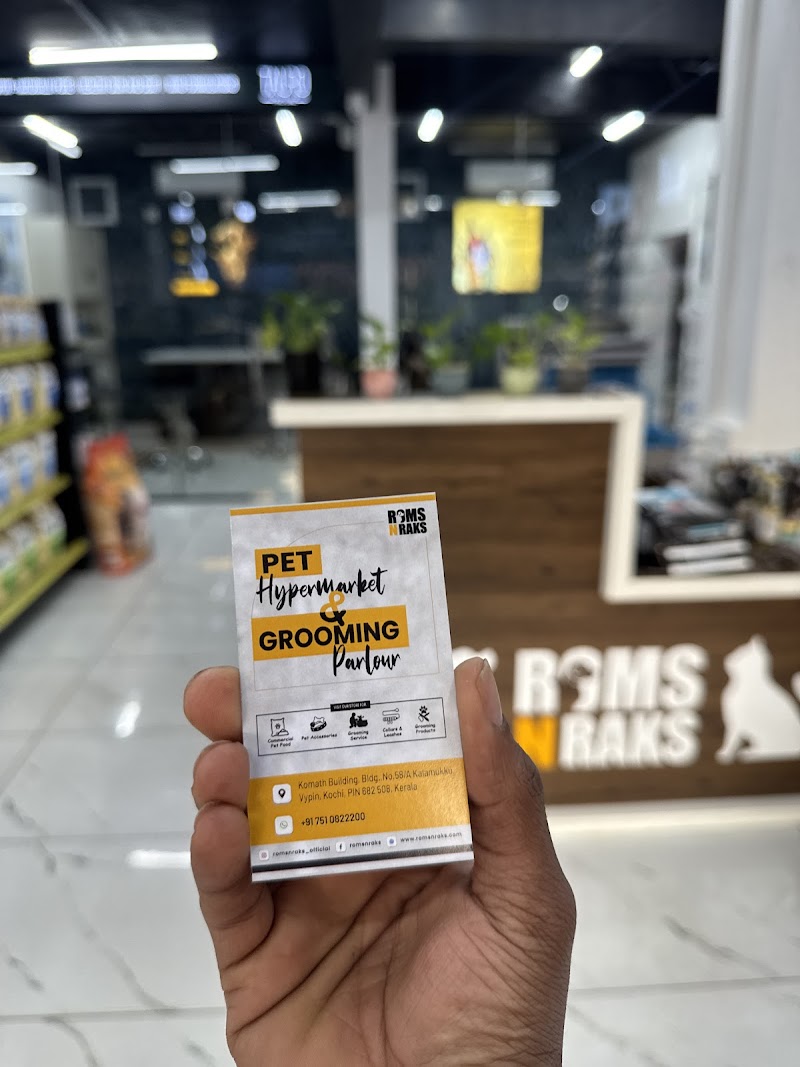 ROMS
N RAKS
PET
Hypermarket
&
GROOMING
Parlour
VISIT OUR STORE FOR
Commercial
Pet Food
Pet Accessories
Grooming
Service
Collars &
Leashes
Grooming
Products
Komath Building, Bldg., No.56/A Kalamukku,
Vypin, Kochi, PIN 682 508, Kerala
+91 751 0822200
romsnraks_official
romsnraks
www.romsnraks.com
ROMS
N RAKS